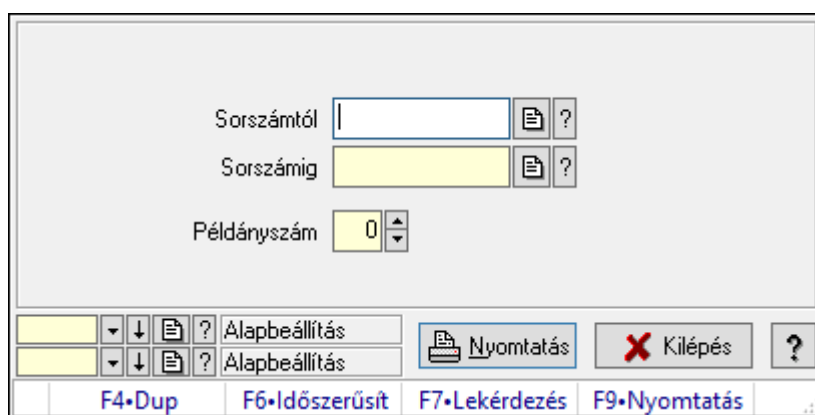 Sorszámtól ?
Sorszámig ?
Példányszám 0
? Alapbeállítás
? Alapbeállítás
Nyomtatás Kilépés ?
F4•Dup F6•Időszerűsít F7•Lekérdezés F9•Nyomtatás